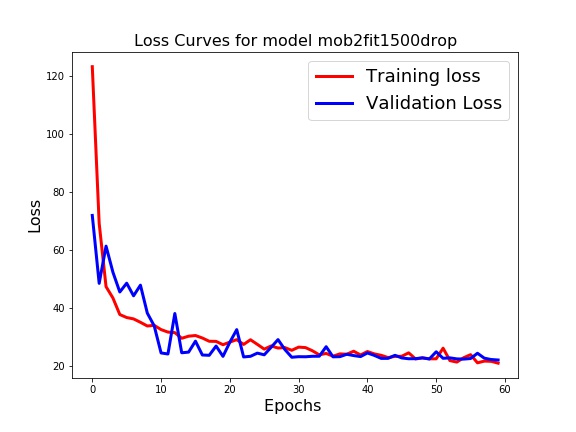 Loss Curves for model mob2fit1500drop
Training loss
Validation Loss
Loss
120
100
80
60
40
20
0 10 20 30 40 50 60
Epochs